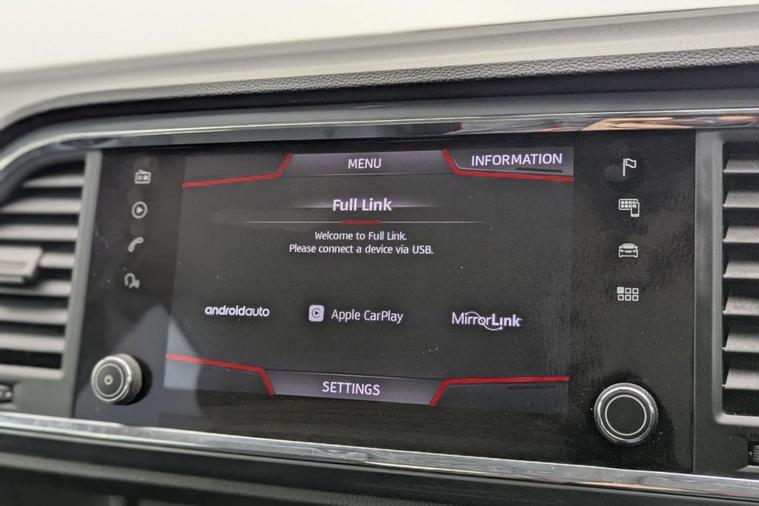 MENU
INFORMATION
Full Link
Welcome to Full Link.
Please connect a device via USB.
androidauto
Apple CarPlay
MirrorLink
SETTINGS